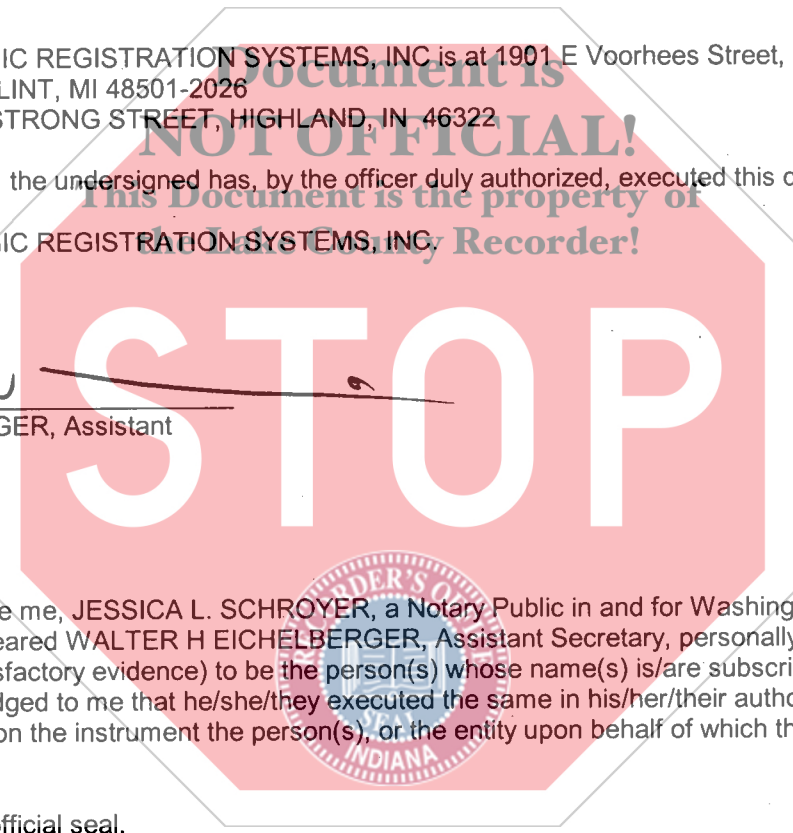 IC REGISTRATION SYSTEMS, INC is at 1901 E Voorhees Street,
Document is
LINT, MI 48501-2026
STRONG STREET, HIGHLAND, IN 46322
NOT OFFICIAL!
the undersigned has, by the officer duly authorized, executed this
This Document is the property of
IC REGISTRATION SYSTEMS, INC.
the Lake County Recorder!
STOP
GER, Assistant
RECORDER'S OFFICE
e me, JESSICA L. SCHROYER, a Notary Public in and for Washing
eared WALTER H EICHELBERGER, Assistant Secretary, personally
sfactory evidence) to be the person(s) whose name(s) is/are subscri
dged to me that he/she/they executed the same in his/her/their autho
on the instrument the person(s), or the entity upon behalf of which th
SEAL
INDIANA
official seal.